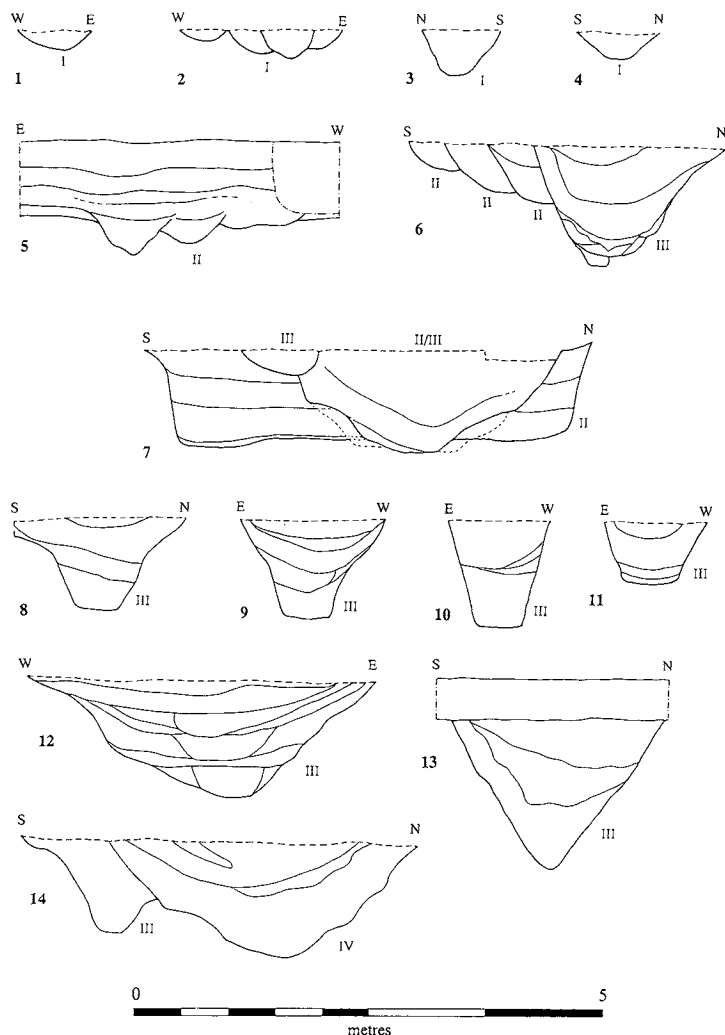 W E N S S N
I I I I
1 2 3 4
E W S N
II II II II III
5 6
S III II/III N
II
7
S N E W E W E W
III III III III
8 9 10 11
W E S N
III III
12 13
S N
III IV
14
0 5
metres